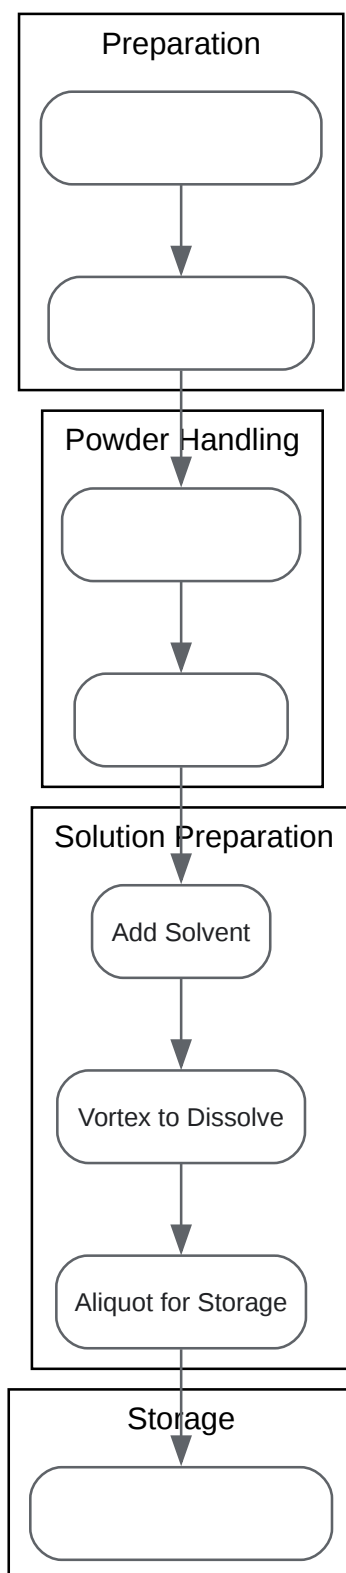 Preparation
Powder Handling
Solution Preparation
Add Solvent
Vortex to Dissolve
Aliquot for Storage
Storage